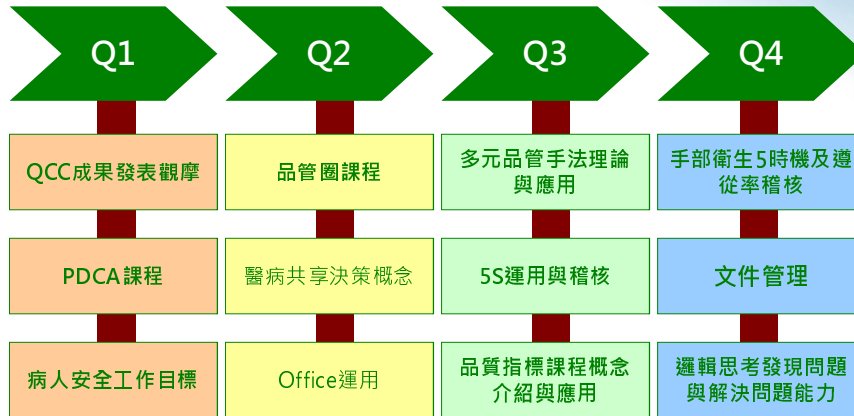 Q1
Q2
Q3
Q4
QCC成果發表觀摩
品管圈課程
多元品管手法理論
與應用
手部衛生5時機及遵
從率稽核
PDCA課程
醫病共享決策概念
5S運用與稽核
文件管理
病人安全工作目標
Office運用
品質指標課程概念
介紹與應用
邏輯思考發現問題
與解決問題能力